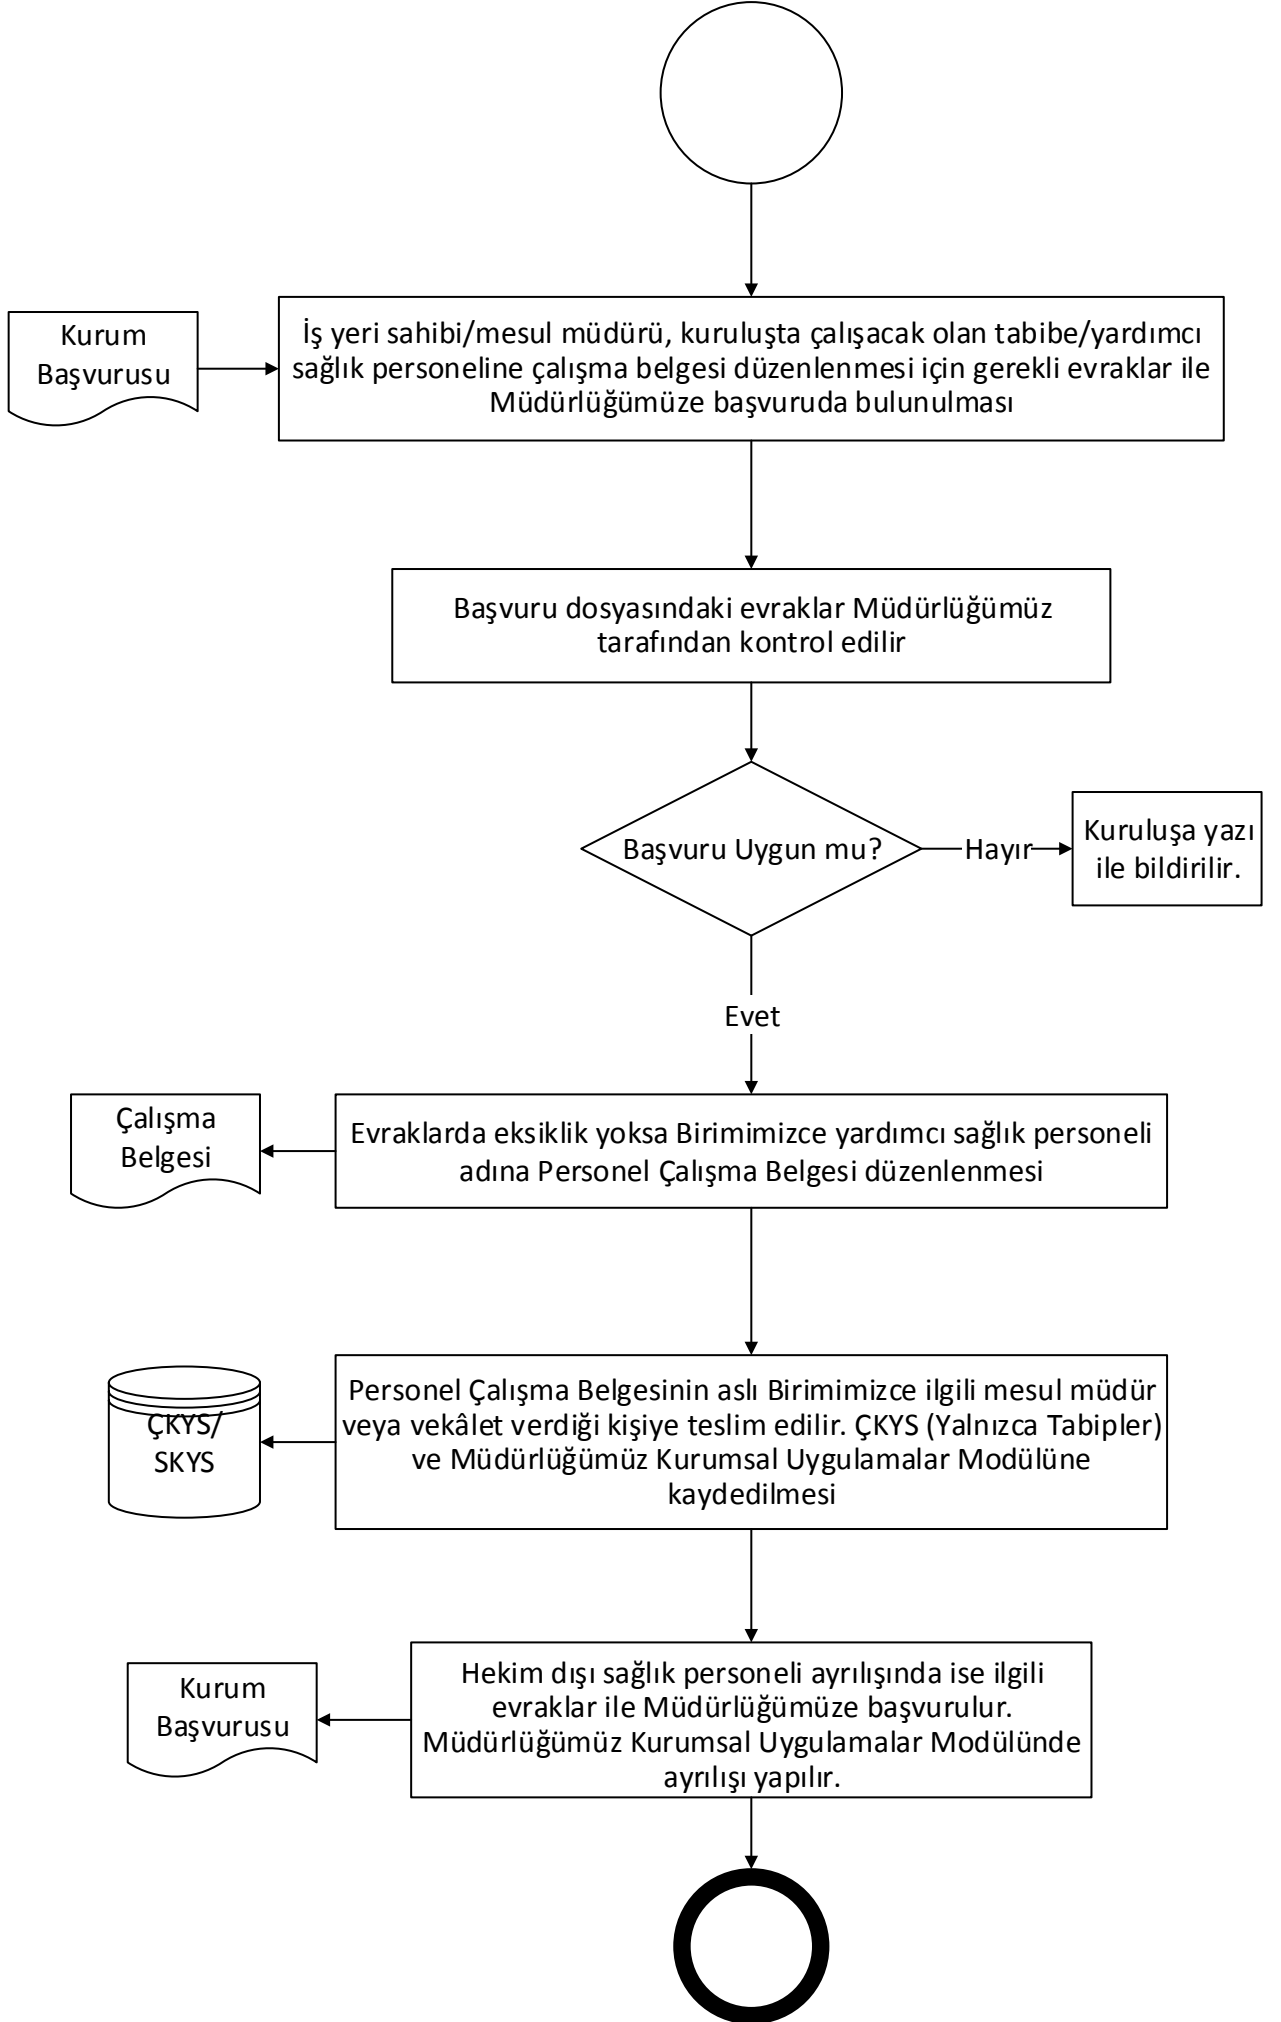 Kurum
Başvurusu
İş yeri sahibi/mesul müdürü, kuruluşta çalışacak olan tabibe/yardımcı
sağlık personeline çalışma belgesi düzenlenmesi için gerekli evraklar ile
Müdürlüğümüze başvuruda bulunulması
Başvuru dosyasındaki evraklar Müdürlüğümüz
tarafından kontrol edilir
Başvuru Uygun mu?
Hayır
Kuruluşa yazı
ile bildirilir.
Evet
Çalışma
Belgesi
Evraklarda eksiklik yoksa Birimimizce yardımcı sağlık personeli
adına Personel Çalışma Belgesi düzenlenmesi
ÇKYS/
SKYS
Personel Çalışma Belgesinin aslı Birimimizce ilgili mesul müdür
veya vekâlet verdiği kişiye teslim edilir. ÇKYS (Yalnızca Tabipler)
ve Müdürlüğümüz Kurumsal Uygulamalar Modülüne
kaydedilmesi
Kurum
Başvurusu
Hekim dışı sağlık personeli ayrılışında ise ilgili
evraklar ile Müdürlüğümüze başvurulur.
Müdürlüğümüz Kurumsal Uygulamalar Modülünde
ayrılışı yapılır.